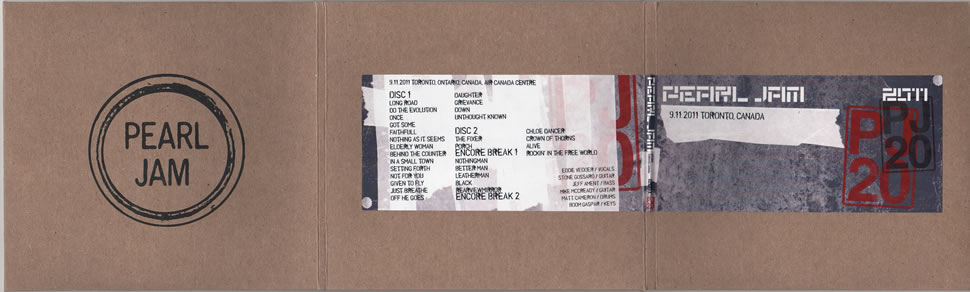 PEARL
JAM
9.11.2011 TORONTO, ONTARIO, CANADA, AIR CANADA CENTRE
DISC 1
LONG ROAD
DO THE EVOLUTION
ONCE
GOT SOME
FAITHFULL
NOTHING AS IT SEEMS
ELDERLY WOMAN
BEHIND THE COUNTER
IN A SMALL TOWN
SETTING FORTH
NOT FOR YOU
GIVEN TO FLY
JUST BREATHE
OFF HE GOES
DAUGHTER
GRIEVANCE
DOWN
UNTHOUGHT KNOWN
DISC 2
THE FIXER
PORCH
ENCORE BREAK 1
NOTHINGMAN
BETTER MAN
LEATHERMAN
BLACK
REARVIEWMIRROR
ENCORE BREAK 2
CHLOE DANCER
CROWN OF THORNS
ALIVE
ROCKIN' IN THE FREE WORLD
EDDIE VEDDER / VOCALS
STONE GOSSARD / GUITAR
JEFF AMENT / BASS
MIKE MCCREADY / GUITAR
MATT CAMERON / DRUMS
BOOM GASPAR / KEYS
PEARL JAM
PEARL JAM
2011
9.11.2011 TORONTO, CANADA
PJ
20
PJ
20